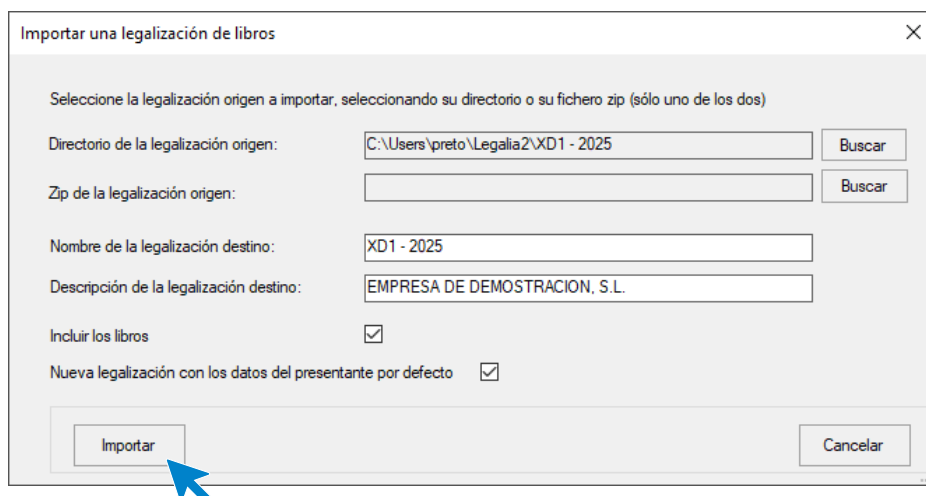 Importar una legalización de libros
Seleccione la legalización origen a importar, seleccionando su directorio o su fichero zip (sólo uno de los dos)
Directorio de la legalización origen: C:\Users\preto\Legalia2\XD1 - 2025 Buscar
Zip de la legalización origen: Buscar
Nombre de la legalización destino: XD1 - 2025
Descripción de la legalización destino: EMPRESA DE DEMOSTRACION, S.L.
Incluir los libros
Nueva legalización con los datos del presentante por defecto
Importar Cancelar